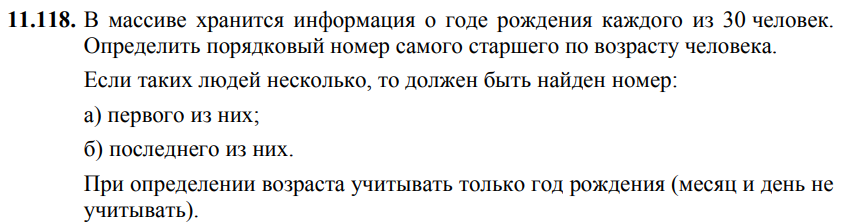 11.118. В массиве хранится информация о годе рождения каждого из 30 человек.
Определить порядковый номер самого старшего по возрасту человека.
Если таких людей несколько, то должен быть найден номер:
а) первого из них;
б) последнего из них.
При определении возраста учитывать только год рождения (месяц и день не
учитывать).